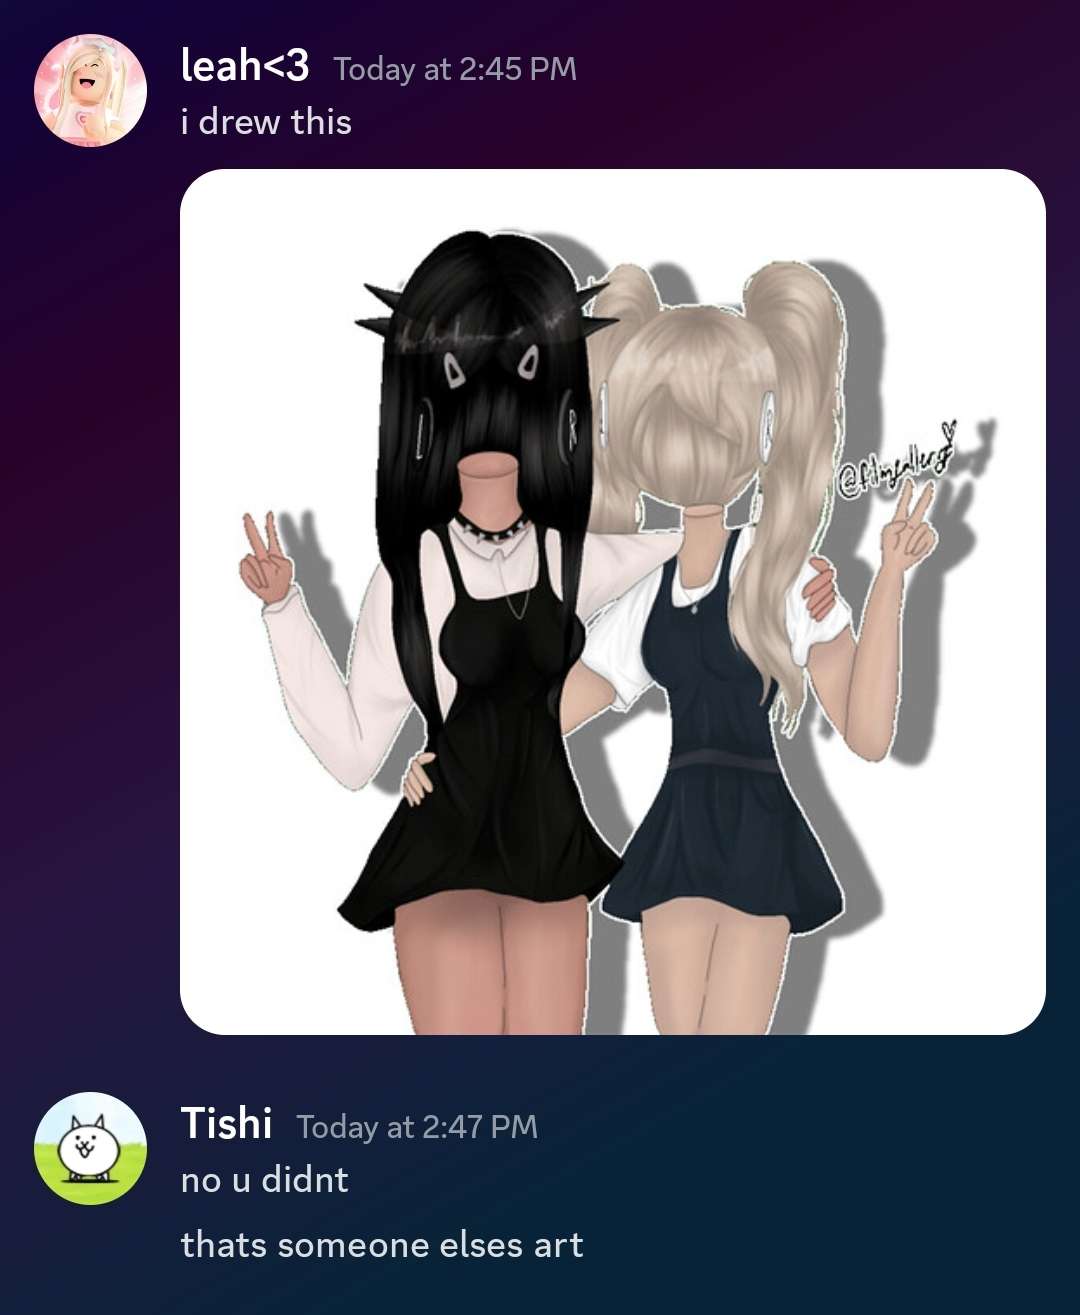 leah<3 Today at 2:45 PM
i drew this
@filmgallery
Tishi Today at 2:47 PM
no u didnt
thats someone elses art